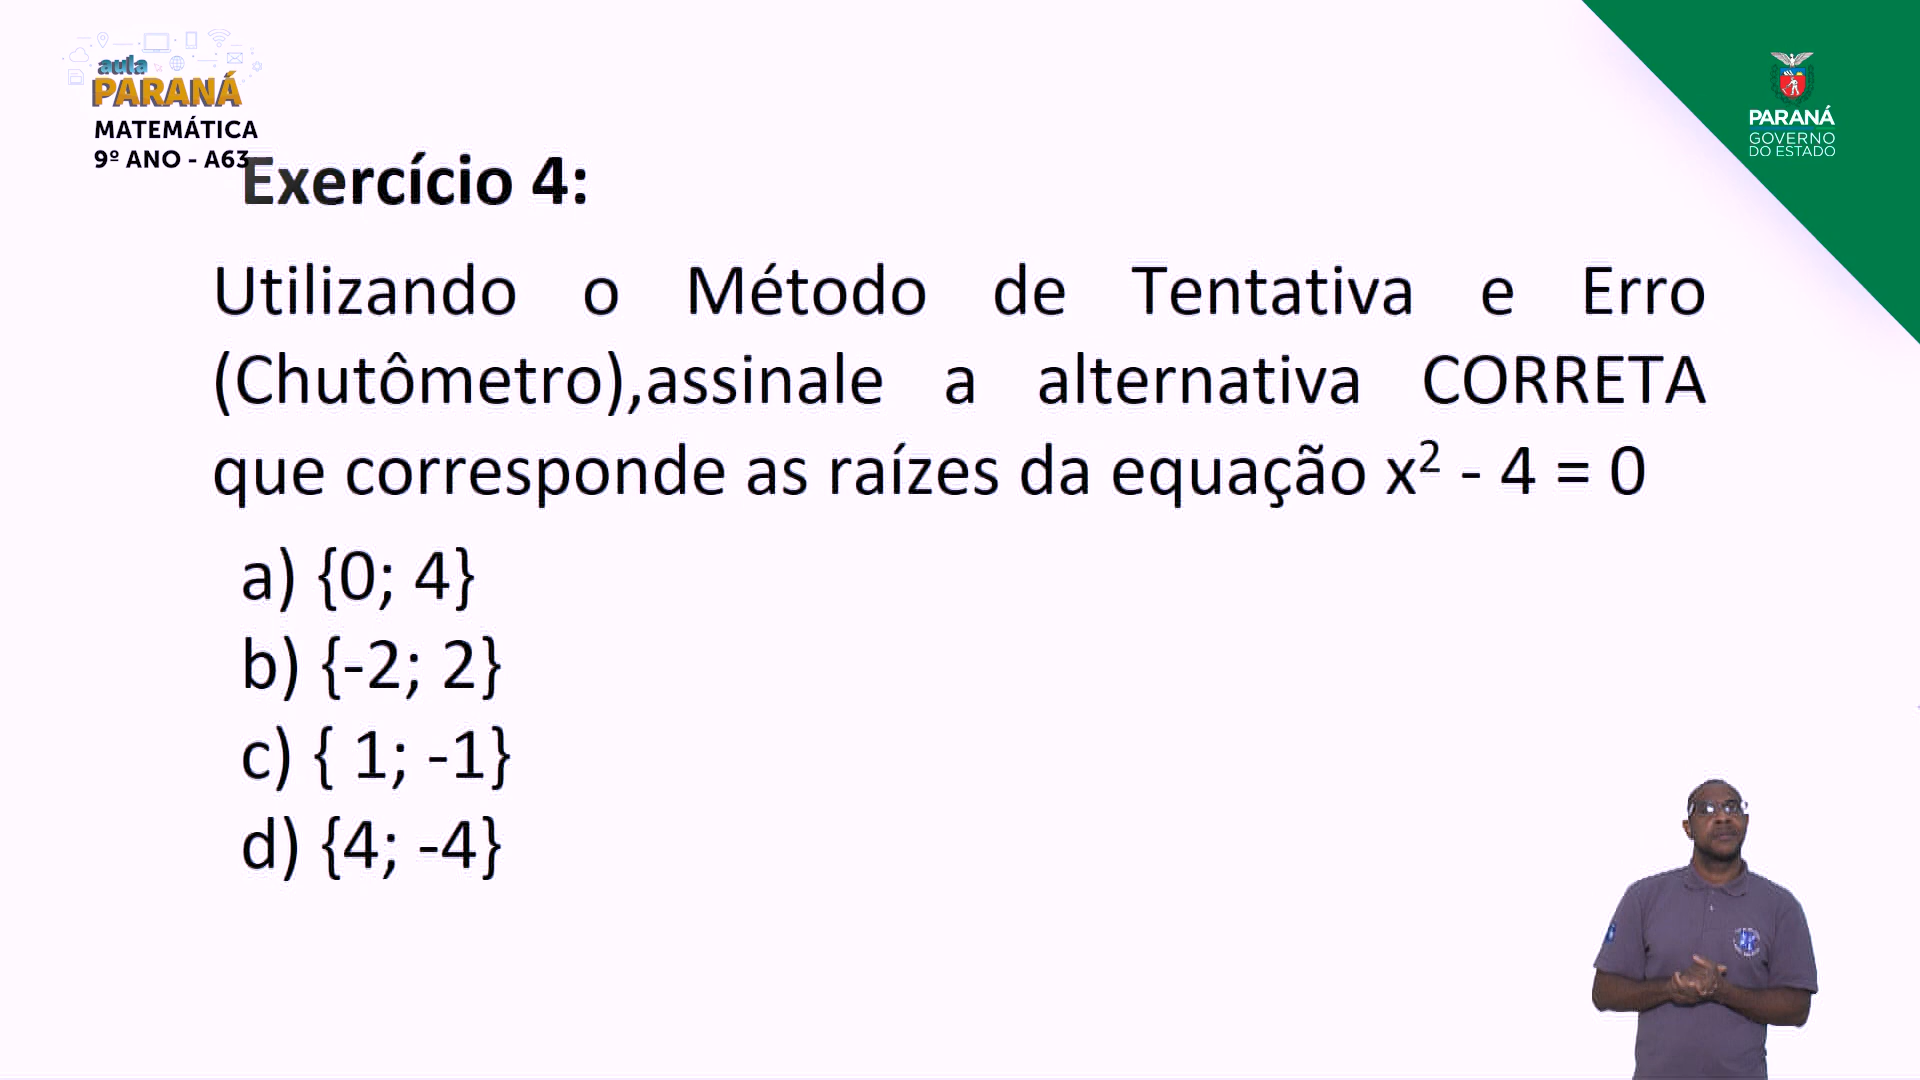 aula
PARANÁ
MATEMÁTICA
9º ANO - A63
PARANÁ
GOVERNO
DO ESTADO
Exercício 4:
Utilizando o Método de Tentativa e Erro
(Chutômetro),assinale a alternativa CORRETA
que corresponde as raízes da equação x² - 4 = 0
a) {0; 4}
b) {-2; 2}
c) { 1; -1}
d) {4; -4}